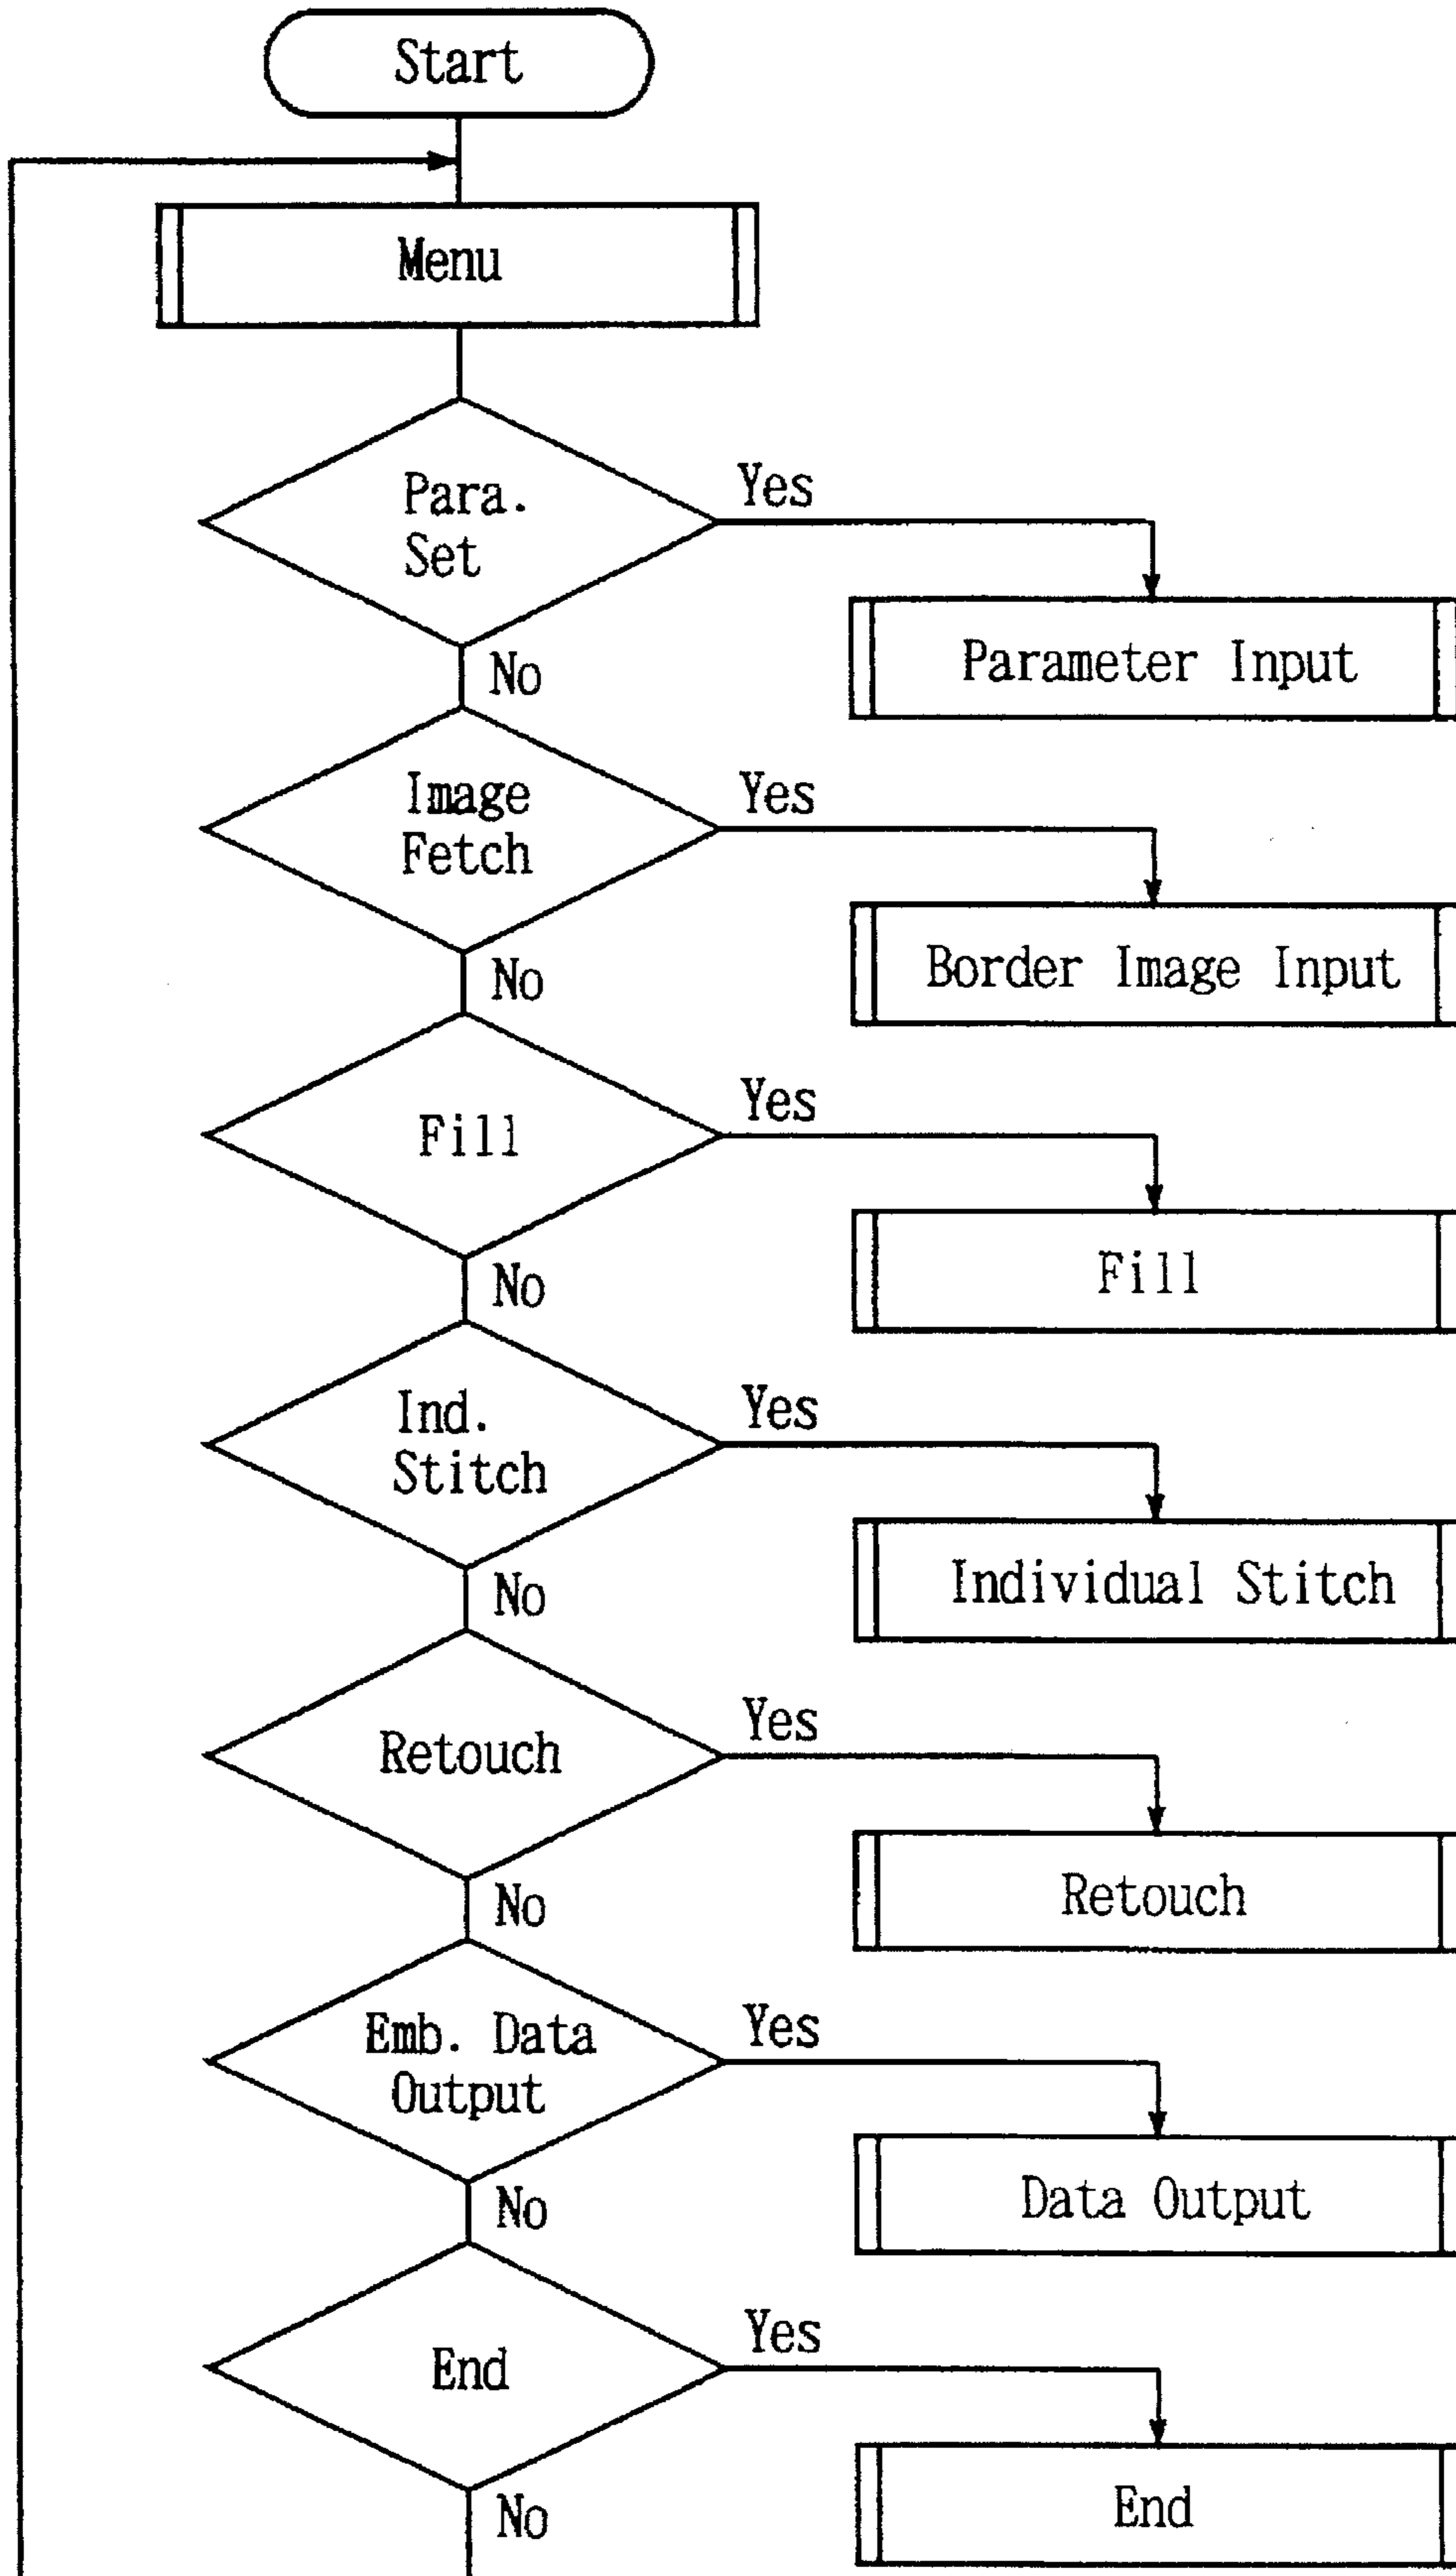 Start
Menu
Para.
Set
Yes
No
Parameter Input
Image
Fetch
Yes
No
Border Image Input
Fill
Yes
No
Fill
Ind.
Stitch
Yes
No
Individual Stitch
Retouch
Yes
No
Retouch
Emb. Data
Output
Yes
No
Data Output
End
Yes
No
End